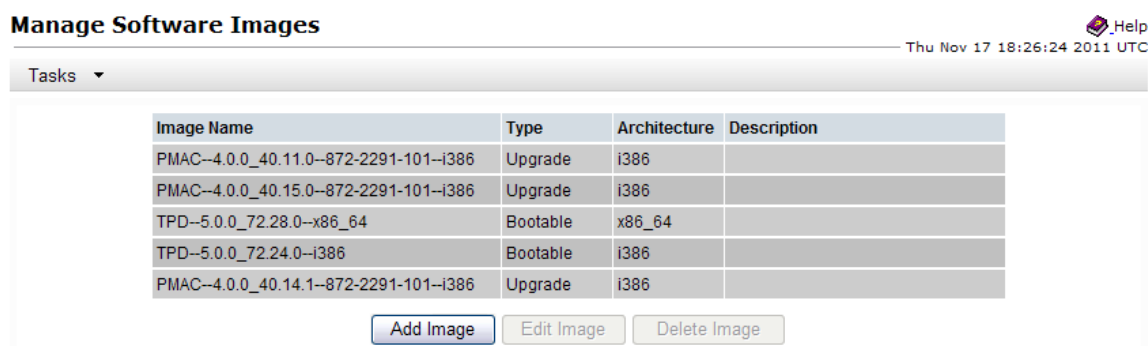 Manage Software Images
Help
Thu Nov 17 18:26:24 2011 UTC
Tasks
Image Name Type Architecture Description
PMAC--4.0.0_40.11.0--872-2291-101--i386 Upgrade i386
PMAC--4.0.0_40.15.0--872-2291-101--i386 Upgrade i386
TPD--5.0.0_72.28.0--x86_64 Bootable x86_64
TPD--5.0.0_72.24.0--i386 Bootable i386
PMAC--4.0.0_40.14.1--872-2291-101--i386 Upgrade i386
Add Image Edit Image Delete Image